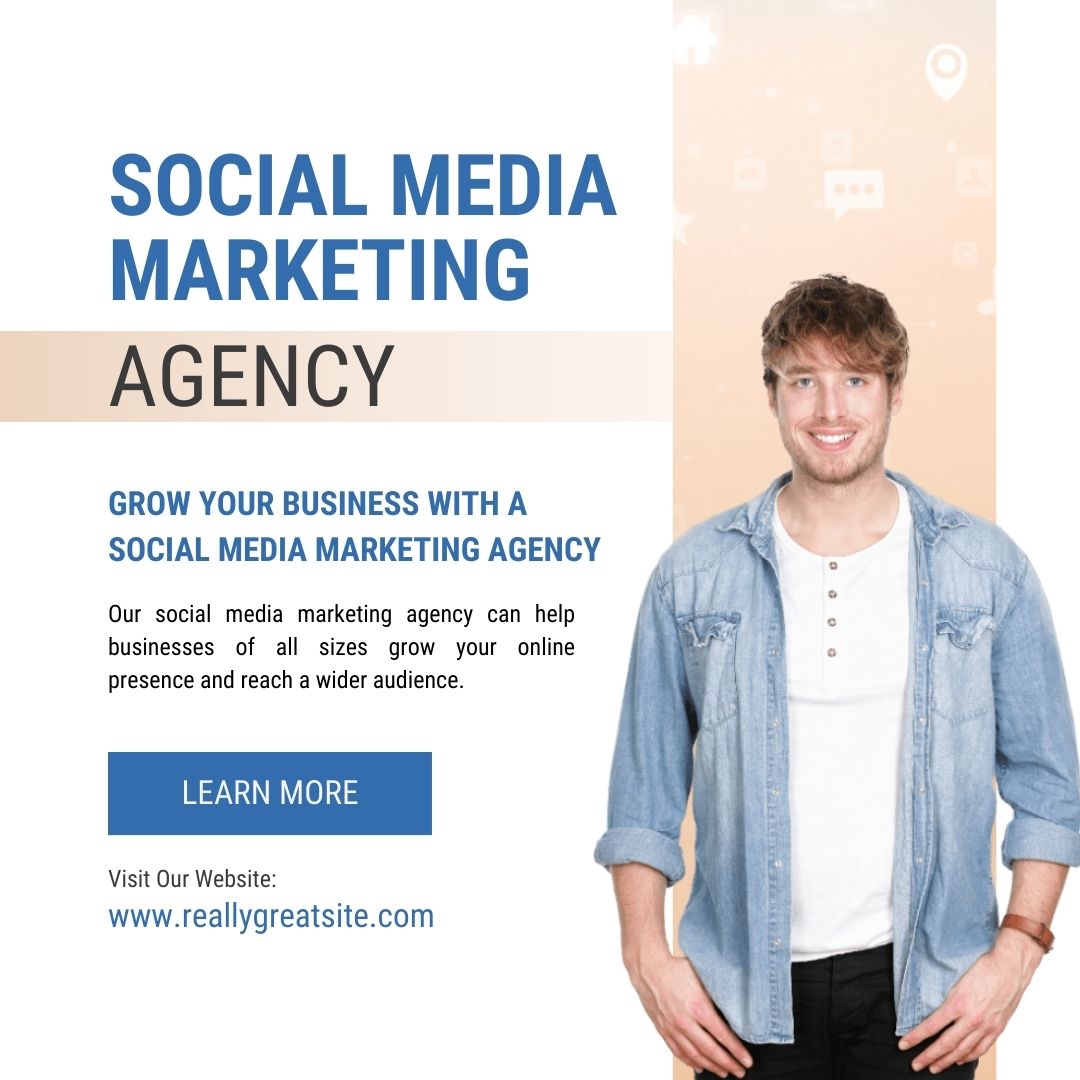 SOCIAL MEDIA
MARKETING
AGENCY
GROW YOUR BUSINESS WITH A
SOCIAL MEDIA MARKETING AGENCY
Our social media marketing agency can help
businesses of all sizes grow your online
presence and reach a wider audience.
LEARN MORE
Visit Our Website:
www.reallygreatsite.com